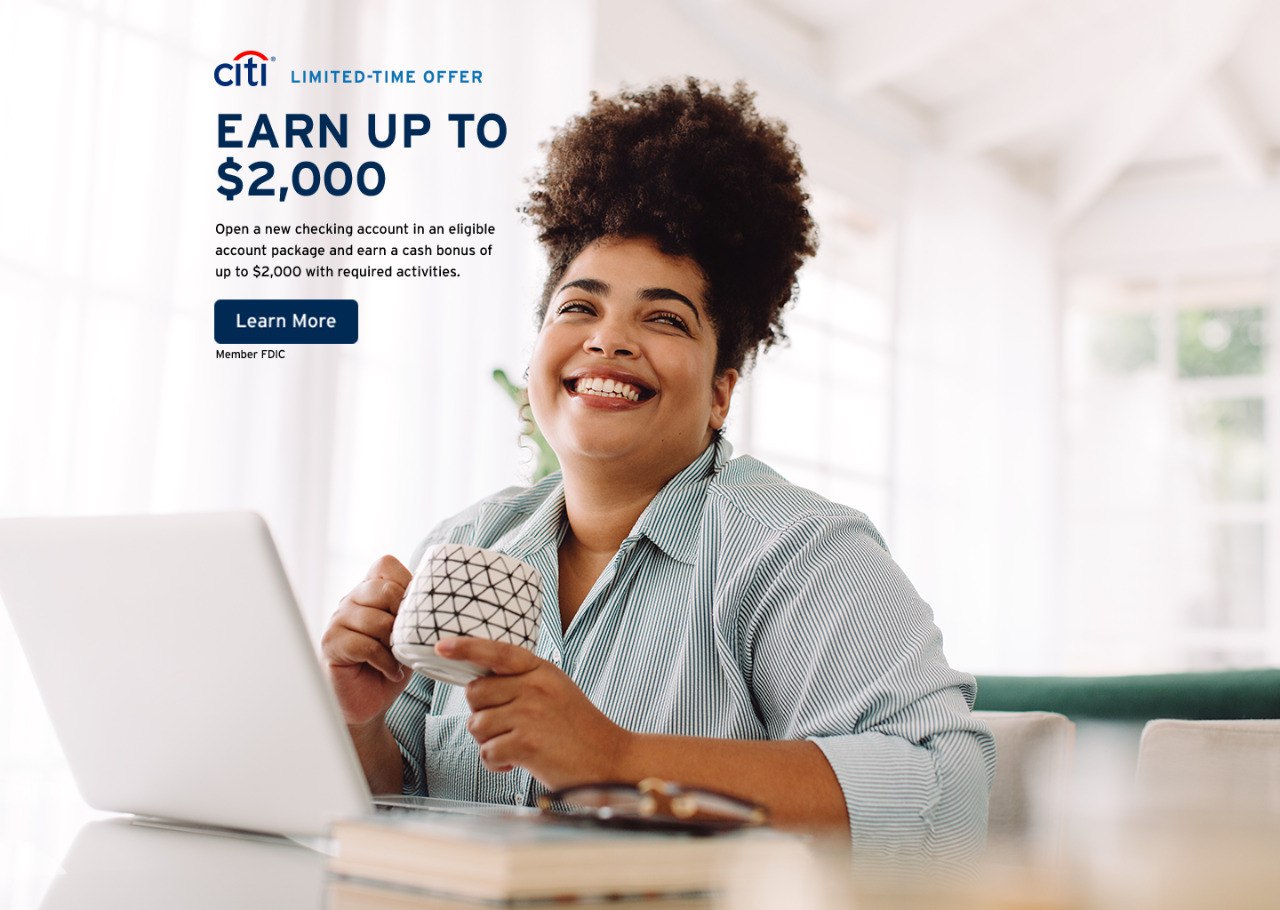 citi® LIMITED-TIME OFFER
EARN UP TO
$2,000
Open a new checking account in an eligible
account package and earn a cash bonus of
up to $2,000 with required activities.
Learn More
Member FDIC